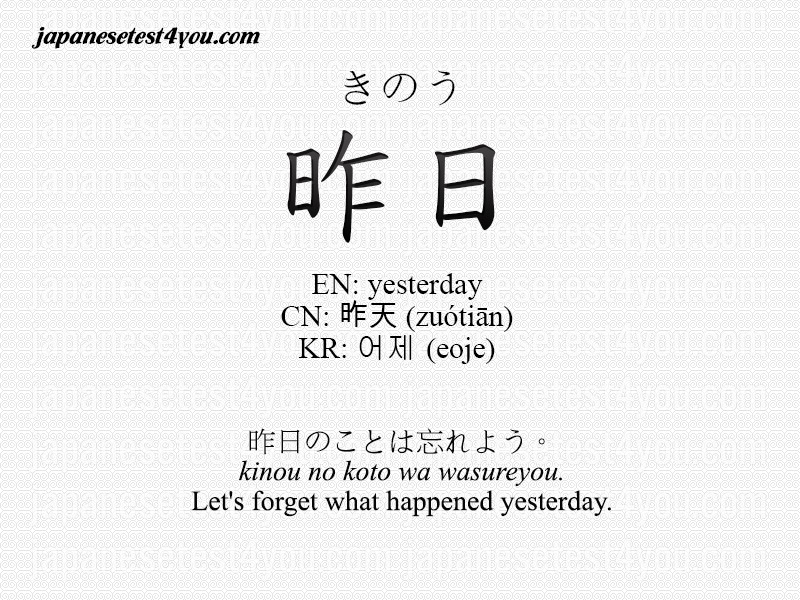 japanesetest4you.com
きのう
昨日
EN: yesterday
CN: 昨天 (zuótiān)
KR: 어제 (eoje)
昨日のことは忘れよう。
kinou no koto wa wasureyou.
Let's forget what happened yesterday.